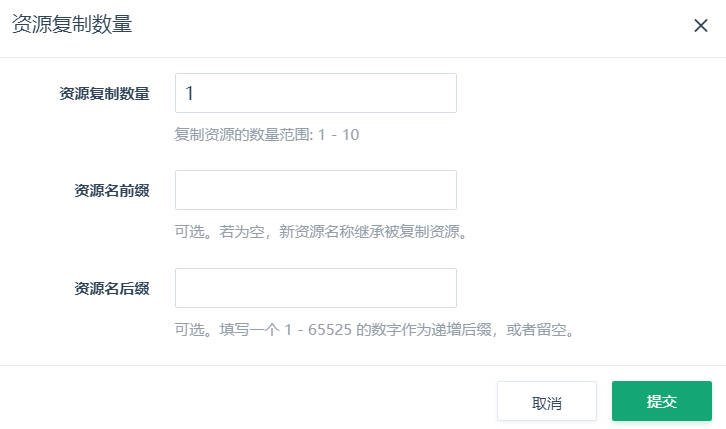 资源复制数量
资源复制数量 1
复制资源的数量范围: 1 - 10
资源名前缀
可选。若为空，新资源名称继承被复制资源。
资源名后缀
可选。填写一个 1 - 65525 的数字作为递增后缀，或者留空。
取消 提交